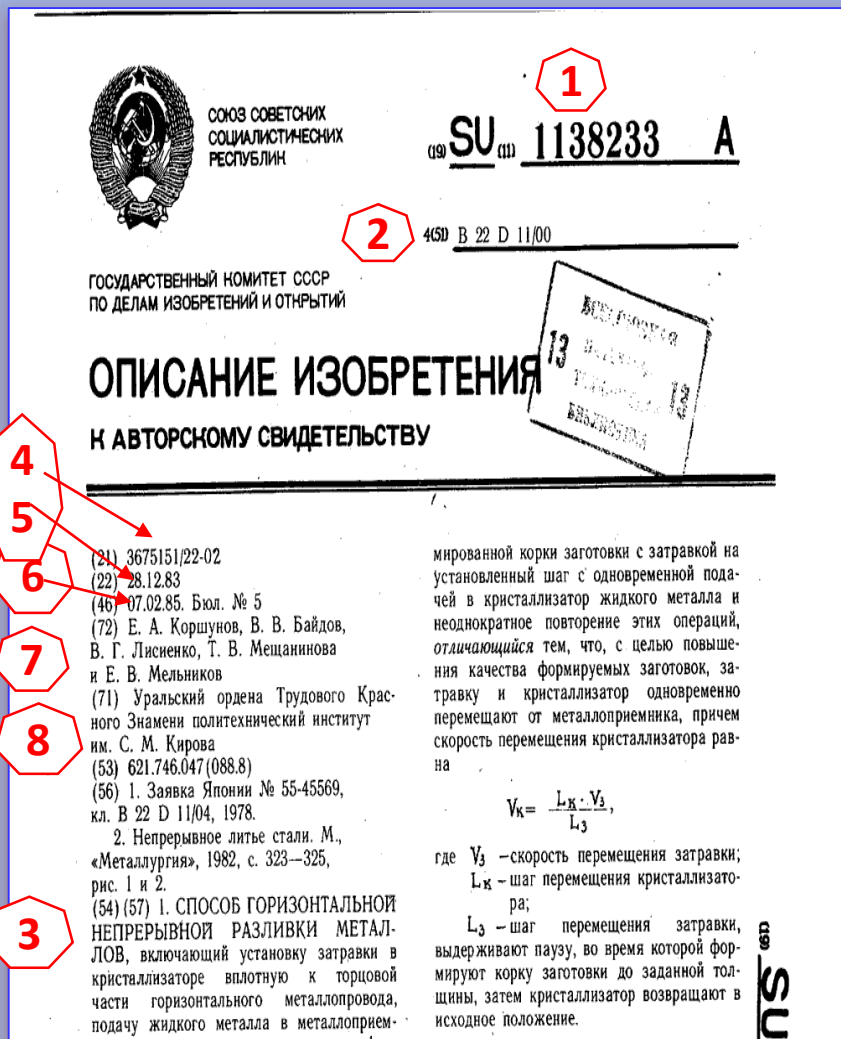 1
СОЮЗ СОВЕТСКИХ
СОЦИАЛИСТИЧЕСКИХ
РЕСПУБЛИК
(19) SU (11) 1138233 A
2
4(51) B 22 D 11/00
ГОСУДАРСТВЕННЫЙ КОМИТЕТ СССР
ПО ДЕЛАМ ИЗОБРЕТЕНИЙ И ОТКРЫТИЙ
13
13
БИБЛИОТЕКА
ОПИСАНИЕ ИЗОБРЕТЕНИЯ
К АВТОРСКОМУ СВИДЕТЕЛЬСТВУ
4
5
6
7
8
3
(21) 3675151/22-02
(22) 28.12.83
(46) 07.02.85. Бюл. № 5
(72) Е. А. Коршунов, В. В. Байдов,
В. Г. Лисиенко, Т. В. Мещанинова
и Е. В. Мельников
(71) Уральский ордена Трудового Крас-
ного Знамени политехнический институт
им. С. М. Кирова
(53) 621.746.047(088.8)
(56) 1. Заявка Японии № 55-45569,
кл. B 22 D 11/04, 1978.
2. Непрерывное литье стали. М.,
«Металлургия», 1982, с. 323—325,
рис. 1 и 2.
(54)(57) 1. СПОСОБ ГОРИЗОНТАЛЬНОЙ
НЕПРЕРЫВНОЙ РАЗЛИВКИ МЕТАЛ-
ЛОВ, включающий установку затравки в
кристаллизаторе вплотную к торцовой
части горизонтального металлопровода,
подачу жидкого металла в металлоприем-
мированной корки заготовки с затравкой на
установленный шаг с одновременной пода-
чей в кристаллизатор жидкого металла и
неоднократное повторение этих операций,
отличающийся тем, что, с целью повыше-
ния качества формируемых заготовок, за-
травку и кристаллизатор одновременно
перемещают от металлоприемника, причем
скорость перемещения кристаллизатора рав-
на
Vк = Lк · Vз / Lз,
где Vз —скорость перемещения затравки;
Lк —шаг перемещения кристаллизато-
ра;
Lз —шаг перемещения затравки,
выдерживают паузу, во время которой фор-
мируют корку заготовки до заданной тол-
щины, затем кристаллизатор возвращают в
исходное положение.
(19) SU